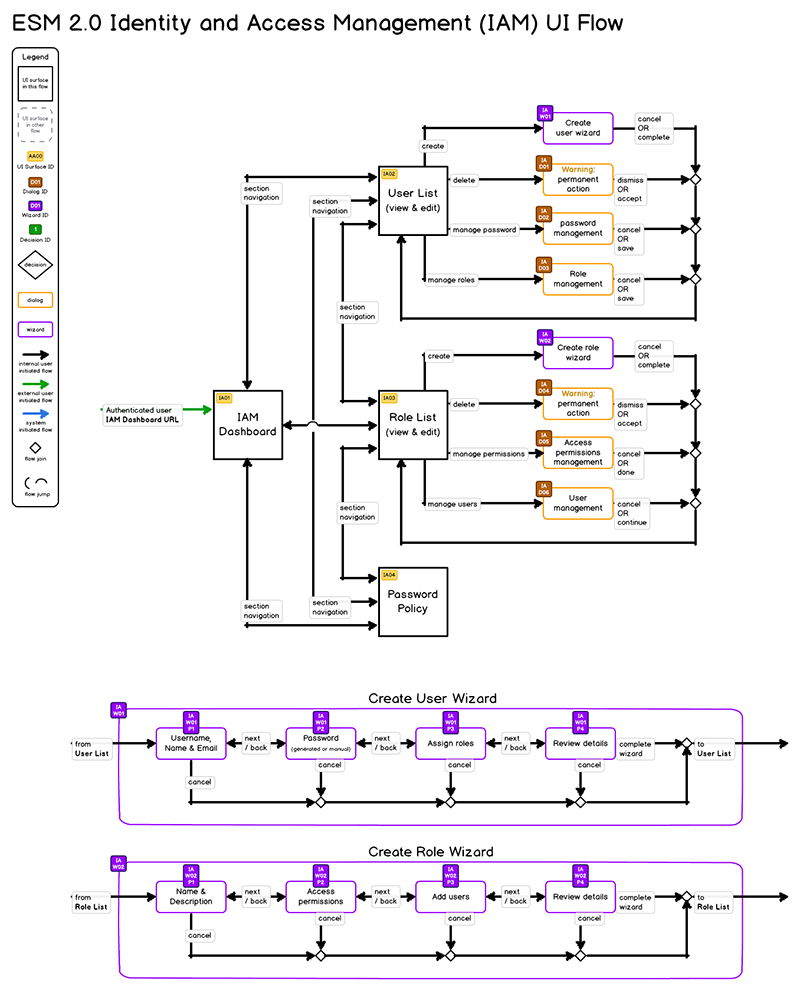 ESM 2.0 Identity and Access Management (IAM) UI Flow
Legend
UI surface
in this flow
UI surface
in other
flow
AA00
UI Surface ID
D01
Dialog ID
D01
Wizard ID
1
Decision ID
decision
dialog
wizard
internal user
initiated flow
external user
initiated flow
system
initiated flow
flow join
flow jump
Authenticated user
IAM Dashboard URL
IA01
IAM
Dashboard
section
navigation
section
navigation
section
navigation
section
navigation
section
navigation
section
navigation
IA02
User List
(view & edit)
create
IA
W01
Create
user wizard
cancel
OR
complete
delete
IA
D01
Warning:
permanent
action
dismiss
OR
accept
manage password
IA
D02
password
management
cancel
OR
save
manage roles
IA
D03
Role
management
cancel
OR
save
IA03
Role List
(view & edit)
create
IA
W02
Create role
wizard
cancel
OR
complete
delete
IA
D04
Warning:
permanent
action
dismiss
OR
accept
manage permissions
IA
D05
Access
permissions
management
cancel
OR
done
manage users
IA
D06
User
management
cancel
OR
continue
IA04
Password
Policy
Create User Wizard
IA
W01
from
User List
IA
W01
P1
Username,
Name & Email
next
/ back
IA
W01
P2
Password
(generated or manual)
next
/ back
IA
W01
P3
Assign roles
next
/ back
IA
W01
P4
Review details
complete
wizard
to
User List
cancel
cancel
cancel
cancel
Create Role Wizard
IA
W02
from
Role List
IA
W02
P1
Name &
Description
next
/ back
IA
W02
P2
Access
permissions
next
/ back
IA
W02
P3
Add users
next
/ back
IA
W02
P4
Review details
complete
wizard
to
Role List
cancel
cancel
cancel
cancel